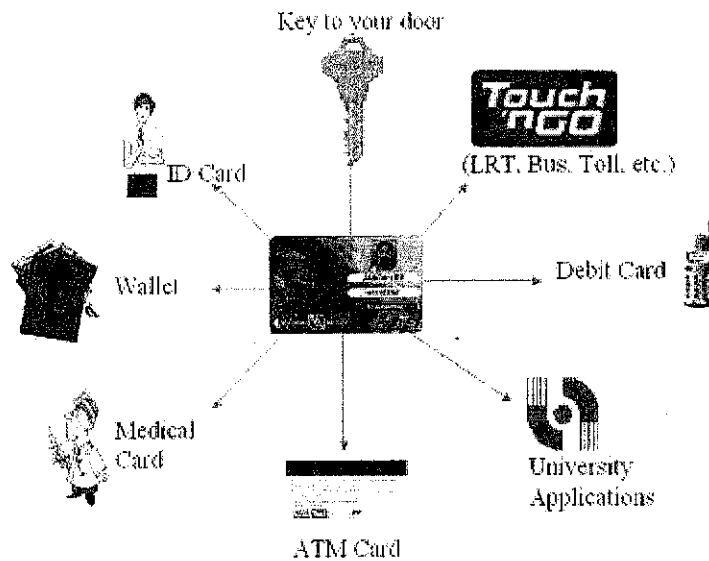 Key to your door
Touch
'nGO
(LRT, Bus, Toll, etc.)
ID Card
Wallet
Debit Card
Medical
Card
University
Applications
ATM Card